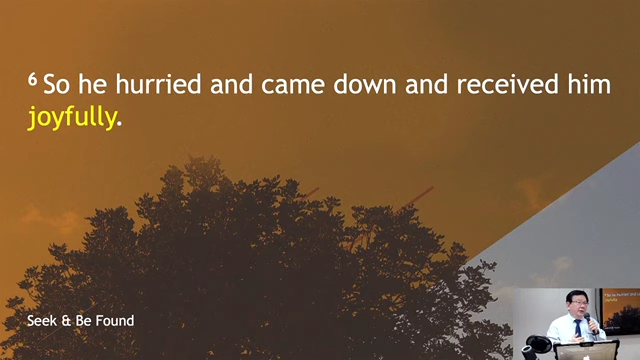 6 So he hurried and came down and received him
joyfully.
Seek & Be Found